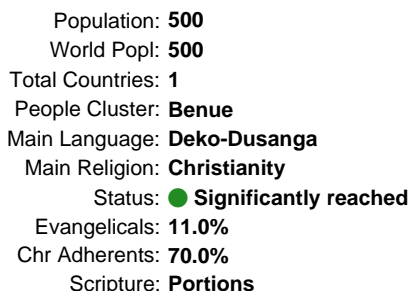 Population: 500
World Popl: 500
Total Countries: 1
People Cluster: Benue
Main Language: Deko-Dusanga
Main Religion: Christianity
Status: Significantly reached
Evangelicals: 11.0%
Chr Adherents: 70.0%
Scripture: Portions